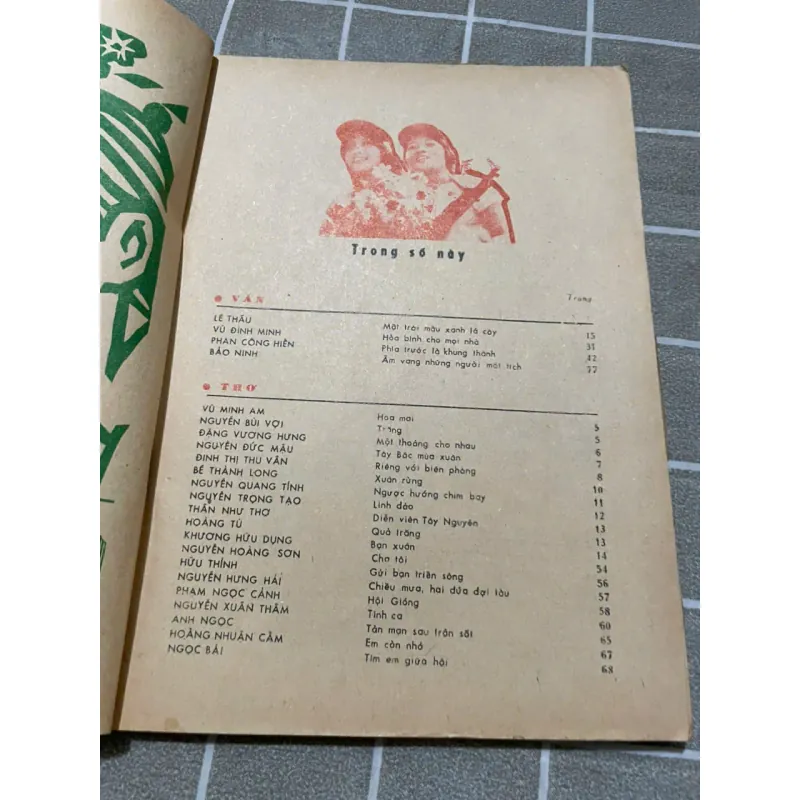 Trong số này
VĂN Trang
LÊ THẤU Mặt trời màu xanh lá cây 15
VŨ ĐÌNH MINH Hòa bình cho mọi nhà 31
PHAN CÔNG HIÊN Phía trước là khung thành 42
BẢO NINH Âm vang những người mất tích 77
THƠ
VŨ MINH AM Hoa mai 5
NGUYỄN BÙI VỢI Trăng 5
ĐẶNG VƯƠNG HƯNG Một thoáng cho nhau 6
NGUYỄN ĐỨC MẬU Tây Bắc mùa xuân 7
ĐINH THỊ THU VÂN Riêng với biên phòng 8
BẾ THÀNH LONG Xuân rừng 10
NGUYỄN QUANG TÍNH Ngược hướng chim bay 11
NGUYỄN TRỌNG TẠO Linh đảo 12
THẨN NHƯ THƠ Diễn viên Tây Nguyên 13
HOÀNG TÚ Quả trăng 13
KHƯƠNG HỮU DỤNG Bạn xuân 14
NGUYỄN HOÀNG SƠN Cho tôi 54
HỮU THỈNH Gửi bạn triền sông 56
NGUYỄN HƯNG HẢI Chiều mưa, hai đứa đợi tàu 57
PHẠM NGỌC CẢNH Hội Gióng 58
NGUYỄN XUÂN THÂM Tình ca 60
ANH NGỌC Tản mạn sau trận sốt 65
HOÀNG NHUẬN CẦM Em còn nhớ 67
NGỌC BÁI Tìm em giữa hội 68